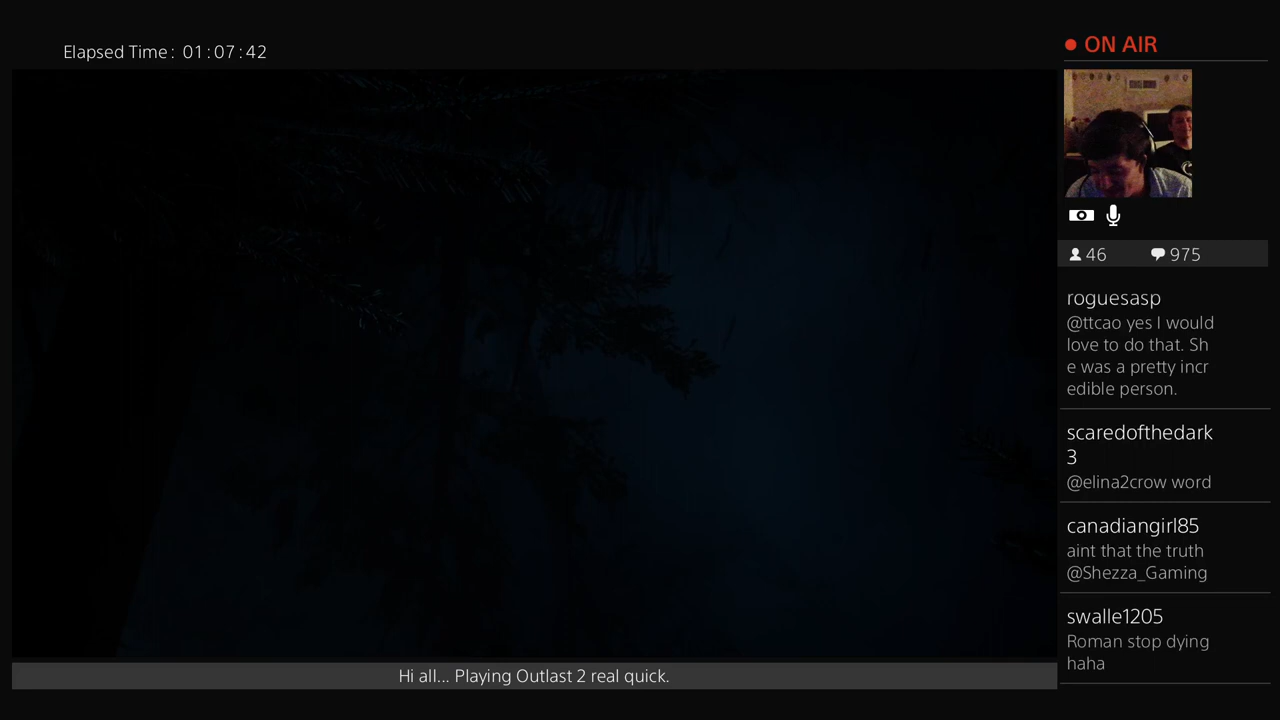 Elapsed Time: 01:07:42
ON AIR
46 975
roguesasp
@ttcao yes I would
love to do that. Sh
e was a pretty incr
edible person.
scaredofthedark
3
@elina2crow word
canadiangirl85
aint that the truth
@Shezza_Gaming
swalle1205
Roman stop dying
haha
Hi all... Playing Outlast 2 real quick.